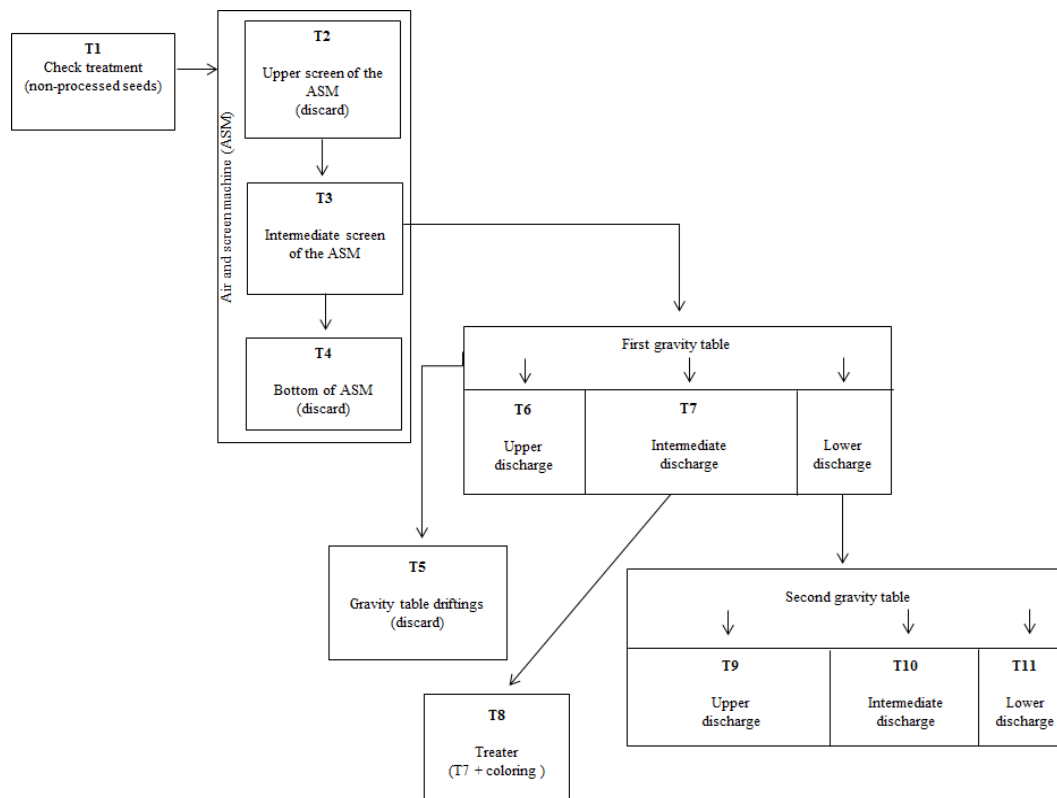 T1
Check treatment
(non-processed seeds)
Air and screen machine (ASM)
T2
Upper screen of the
ASM
(discard)
T3
Intermediate screen
of the ASM
T4
Bottom of ASM
(discard)
First gravity table
T6
Upper
discharge
T7
Intermediate
discharge
Lower
discharge
T5
Gravity table driftings
(discard)
Second gravity table
T9
Upper
discharge
T10
Intermediate
discharge
T11
Lower
discharge
T8
Treater
(T7 + coloring )